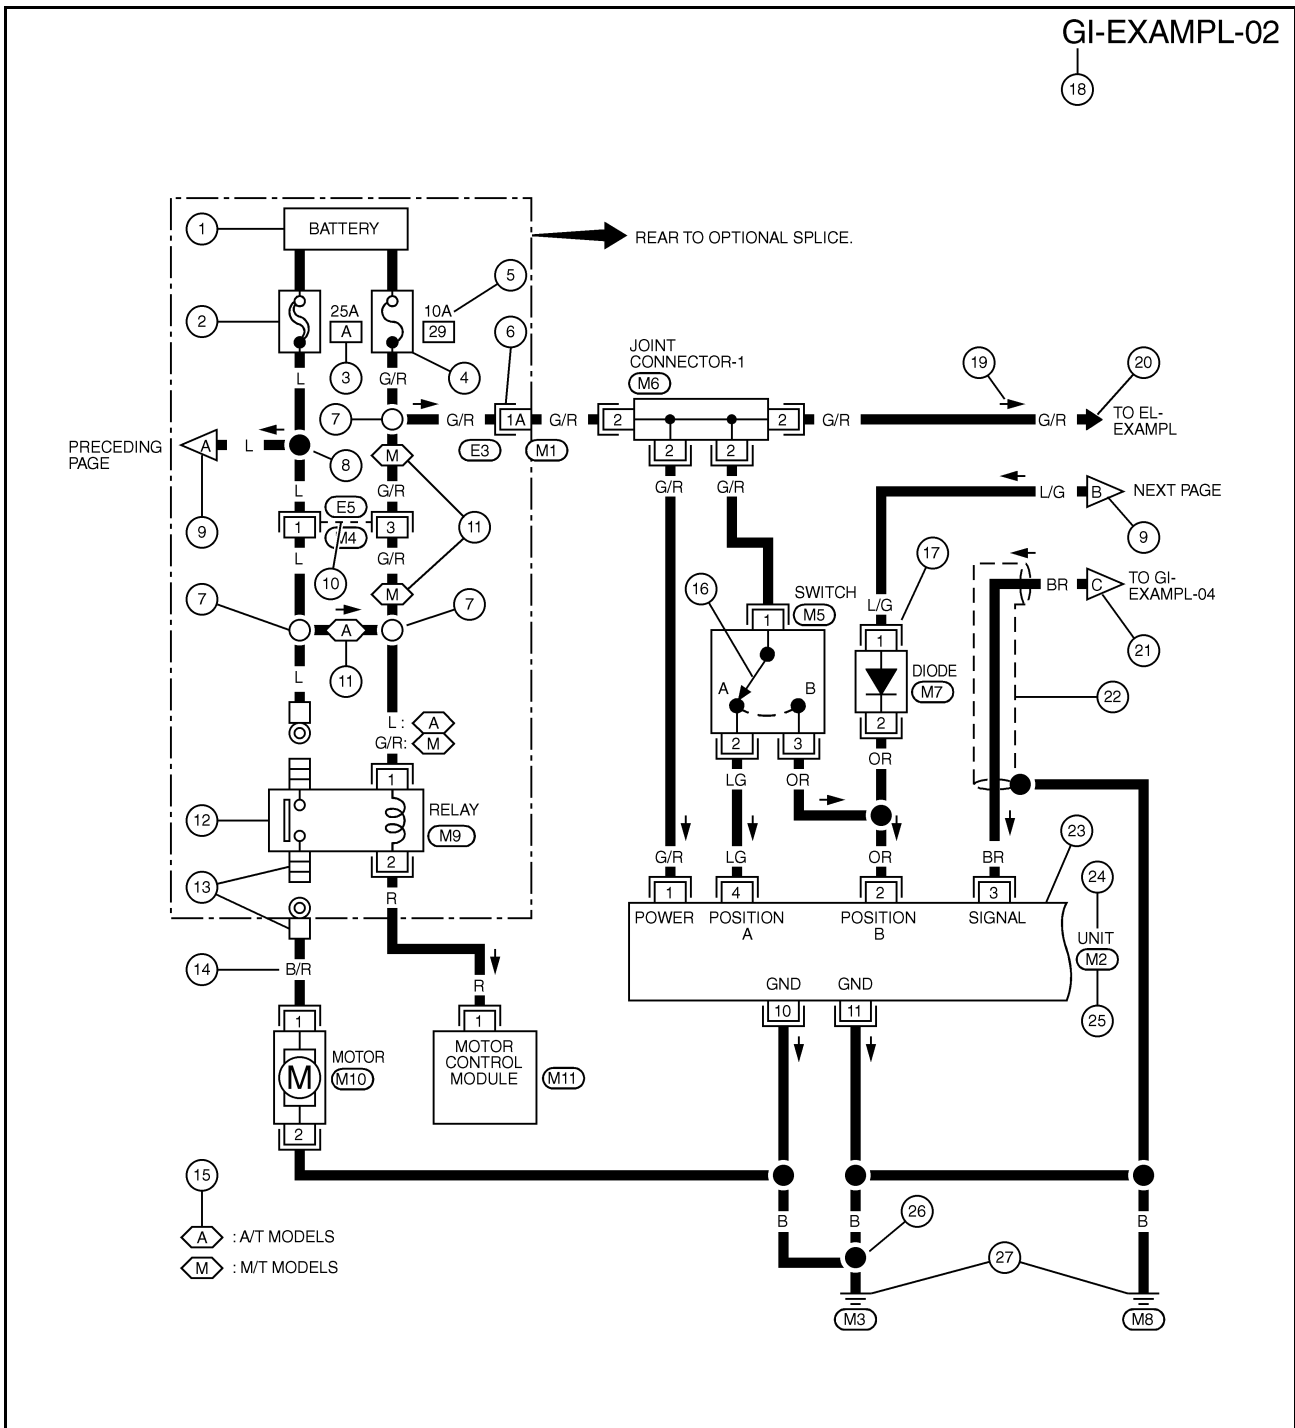 GI-EXAMPL-02
18
1
BATTERY
REAR TO OPTIONAL SPLICE.
5
2
25A
A
10A
29
6
3
4
JOINT
CONNECTOR-1
M6
19
20
L
G/R
7
G/R
1A
G/R
2
2
G/R
G/R
TO EL-
EXAMPL
PRECEDING
PAGE
A
L
8
M
E3
M1
2
2
9
L
G/R
G/R
G/R
L/G
B
NEXT PAGE
E5
1
3
M4
11
9
L
G/R
10
17
16
SWITCH
M5
BR
C
TO GI-
EXAMPL-04
M
7
A
7
1
L/G
1
21
L
11
A
B
DIODE
M7
22
L :
A
G/R:
M
2
3
2
LG
OR
OR
1
12
RELAY
M9
2
13
R
G/R
LG
OR
BR
23
1
4
2
3
24
POWER
POSITION
A
POSITION
B
SIGNAL
UNIT
M2
14
B/R
R
GND
GND
10
11
25
1
1
MOTOR
M10
M
MOTOR
CONTROL
MODULE
M11
2
15
A
: A/T MODELS
M
: M/T MODELS
B
B
B
26
27
M3
M8